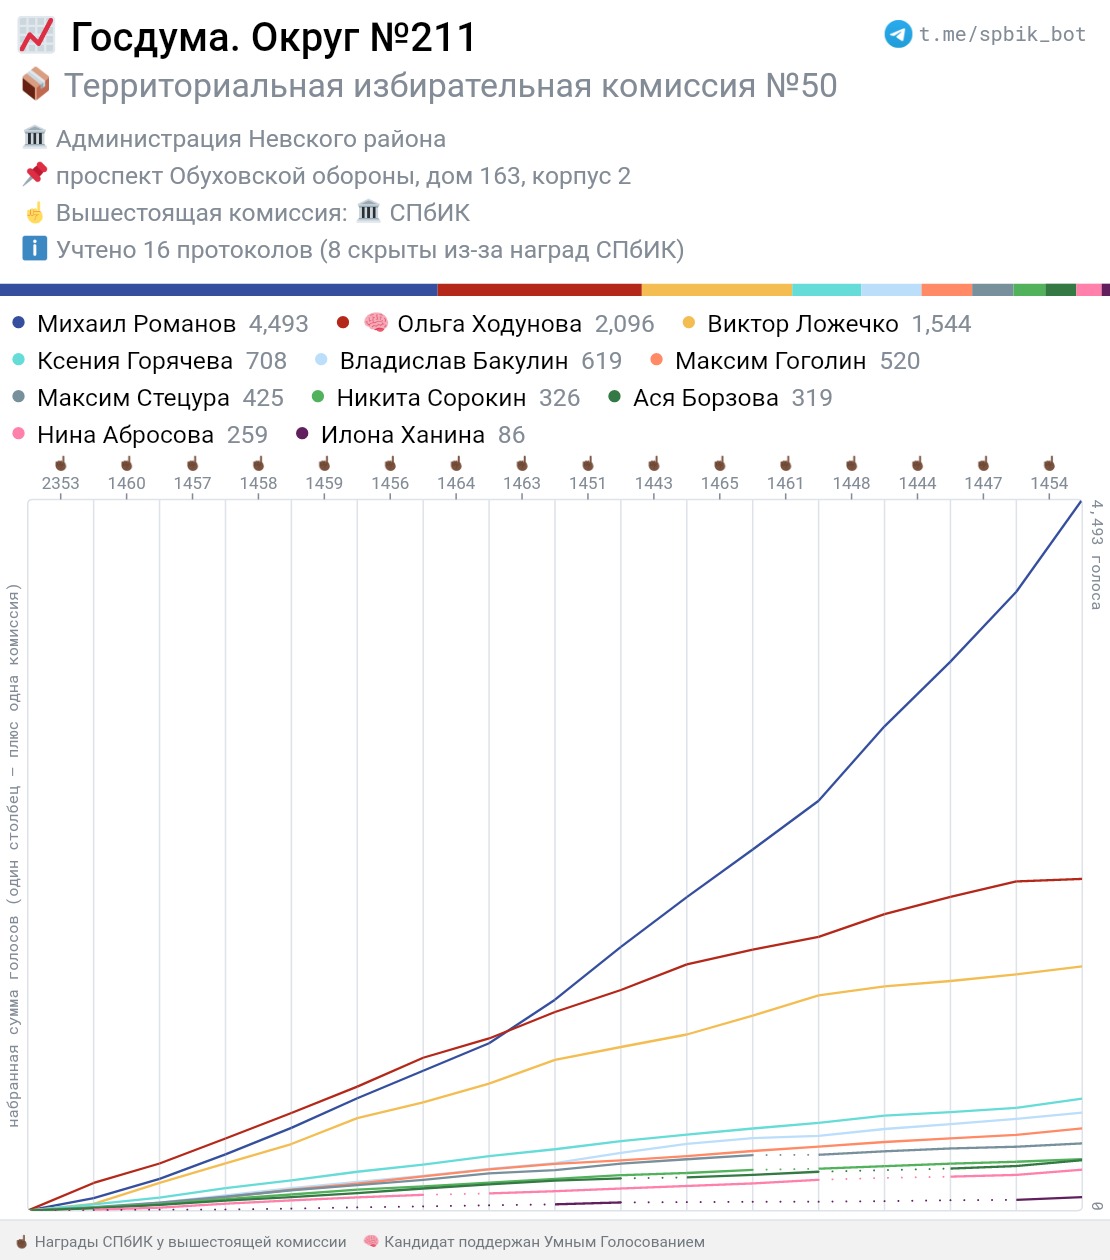 Госдума. Округ №211
t.me/spbik_bot
Территориальная избирательная комиссия №50
Администрация Невского района
проспект Обуховской обороны, дом 163, корпус 2
Вышестоящая комиссия: СПбИК
Учтено 16 протоколов (8 скрыты из-за наград СПбИК)
Михаил Романов 4,493 Ольга Ходунова 2,096 Виктор Ложечко 1,544
Ксения Горячева 708 Владислав Бакулин 619 Максим Гоголин 520
Максим Стецура 425 Никита Сорокин 326 Ася Борзова 319
Нина Абросова 259 Илона Ханина 86
2353 1460 1457 1458 1459 1456 1464 1463 1451 1443 1465 1461 1448 1444 1447 1454
4,493 голоса
набранная сумма голосов (один столбец – плюс одна комиссия)
0
Награды СПбИК у вышестоящей комиссии Кандидат поддержан Умным Голосованием